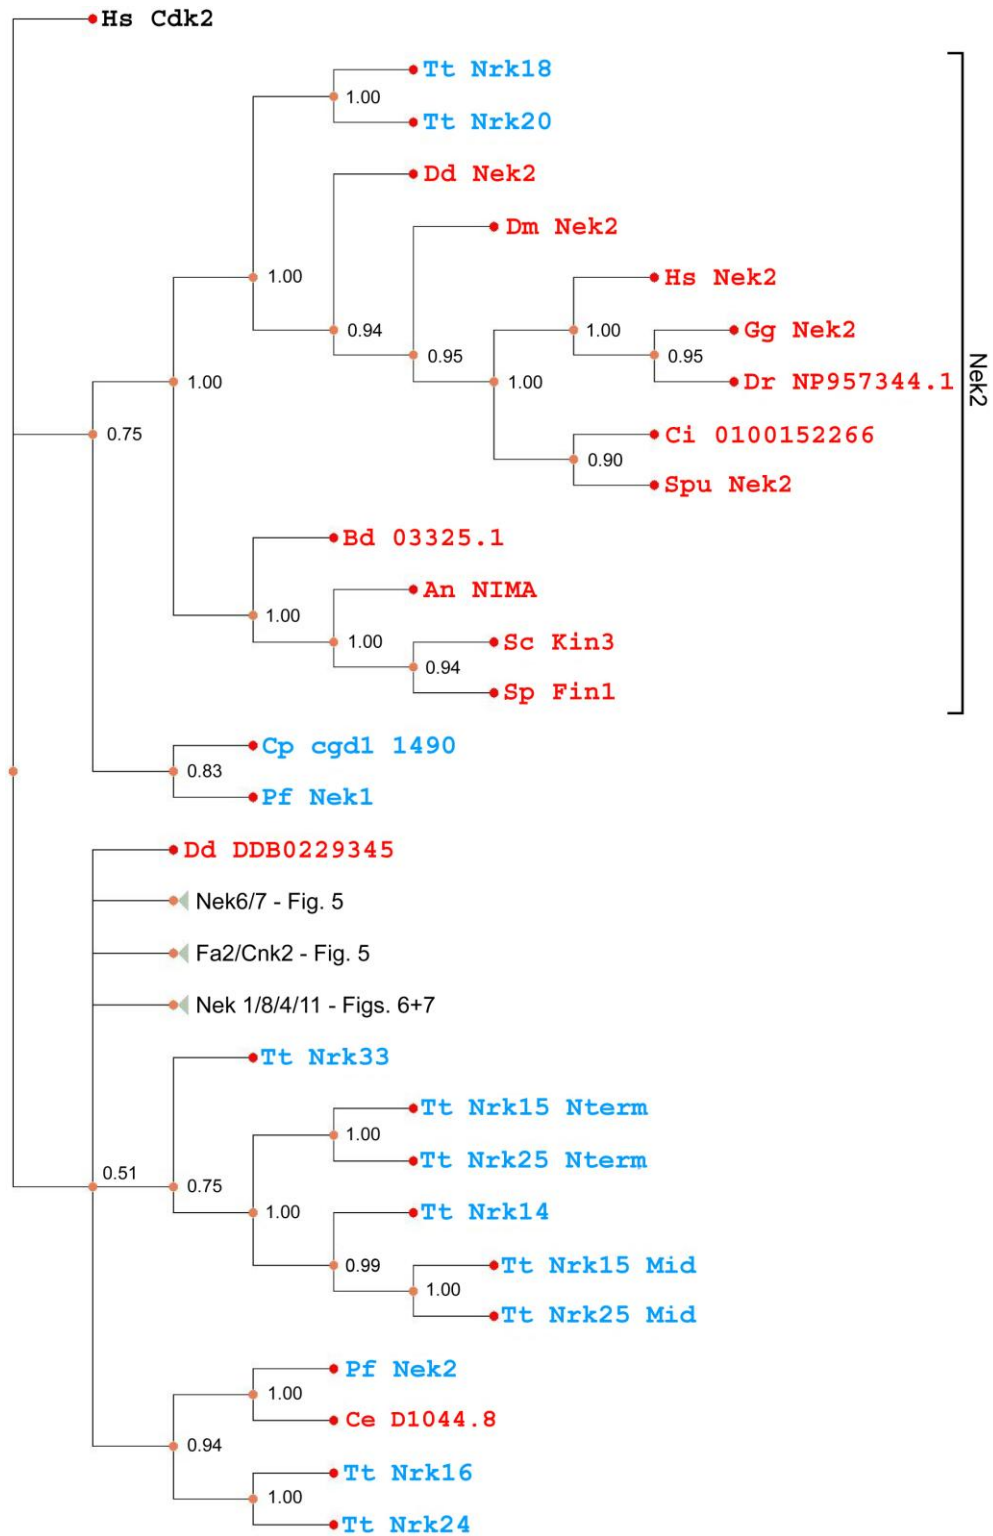 Hs Cdk2
Tt Nrk18
1.00
Tt Nrk20
Dd Nek2
Dm Nek2
1.00
Hs Nek2
0.94
1.00
Gg Nek2
0.95
0.95
1.00
1.00
Dr NP957344.1
Nek2
0.75
Ci 0100152266
0.90
Spu Nek2
Bd 03325.1
An NIMA
1.00
1.00
Sc Kin3
0.94
Sp Fin1
Cp cgd1 1490
0.83
Pf Nek1
Dd DDB0229345
Nek6/7 - Fig. 5
Fa2/Cnk2 - Fig. 5
Nek 1/8/4/11 - Figs. 6+7
Tt Nrk33
Tt Nrk15 Nterm
1.00
Tt Nrk25 Nterm
0.51
0.75
1.00
Tt Nrk14
0.99
Tt Nrk15 Mid
1.00
Tt Nrk25 Mid
Pf Nek2
1.00
Ce D1044.8
0.94
Tt Nrk16
1.00
Tt Nrk24